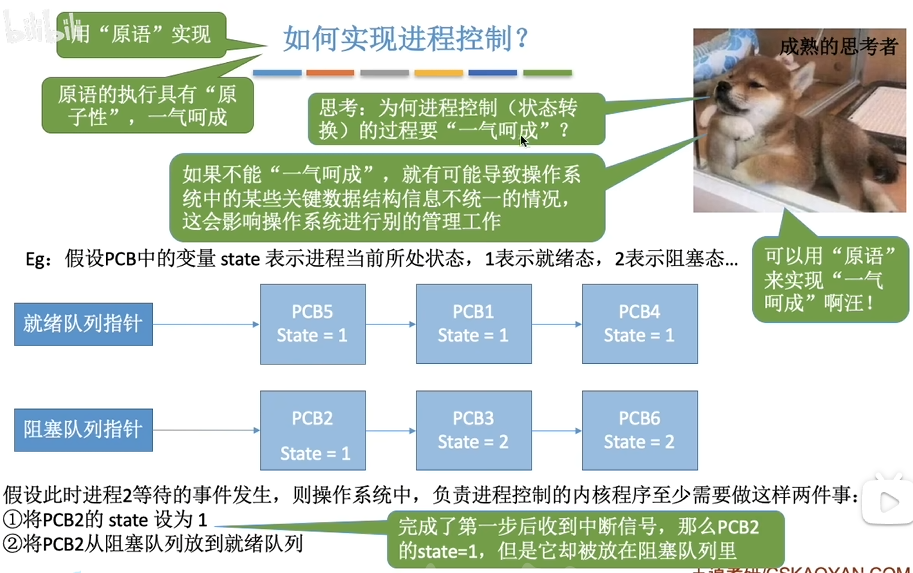 bilibili
用“原语”实现
如何实现进程控制？
成熟的思考者
原语的执行具有“原
子性”，一气呵成
思考：为何进程控制（状态转
换）的过程要“一气呵成”？
如果不能“一气呵成”，就有可能导致操作系
统中的某些关键数据结构信息不统一的情况，
这会影响操作系统进行别的管理工作
可以用“原语”
来实现“一气
呵成”啊汪！
Eg：假设PCB中的变量 state 表示进程当前所处状态，1表示就绪态，2表示阻塞态...
就绪队列指针
PCB5
State = 1
PCB1
State = 1
PCB4
State = 1
阻塞队列指针
PCB2
State = 1
PCB3
State = 2
PCB6
State = 2
假设此时进程2等待的事件发生，则操作系统中，负责进程控制的内核程序至少需要做这样两件事：
①将PCB2的 state 设为 1
②将PCB2从阻塞队列放到就绪队列
完成了第一步后收到中断信号，那么PCB2
的state=1，但是它却被放在阻塞队列里
/CSKAOYAN.COM